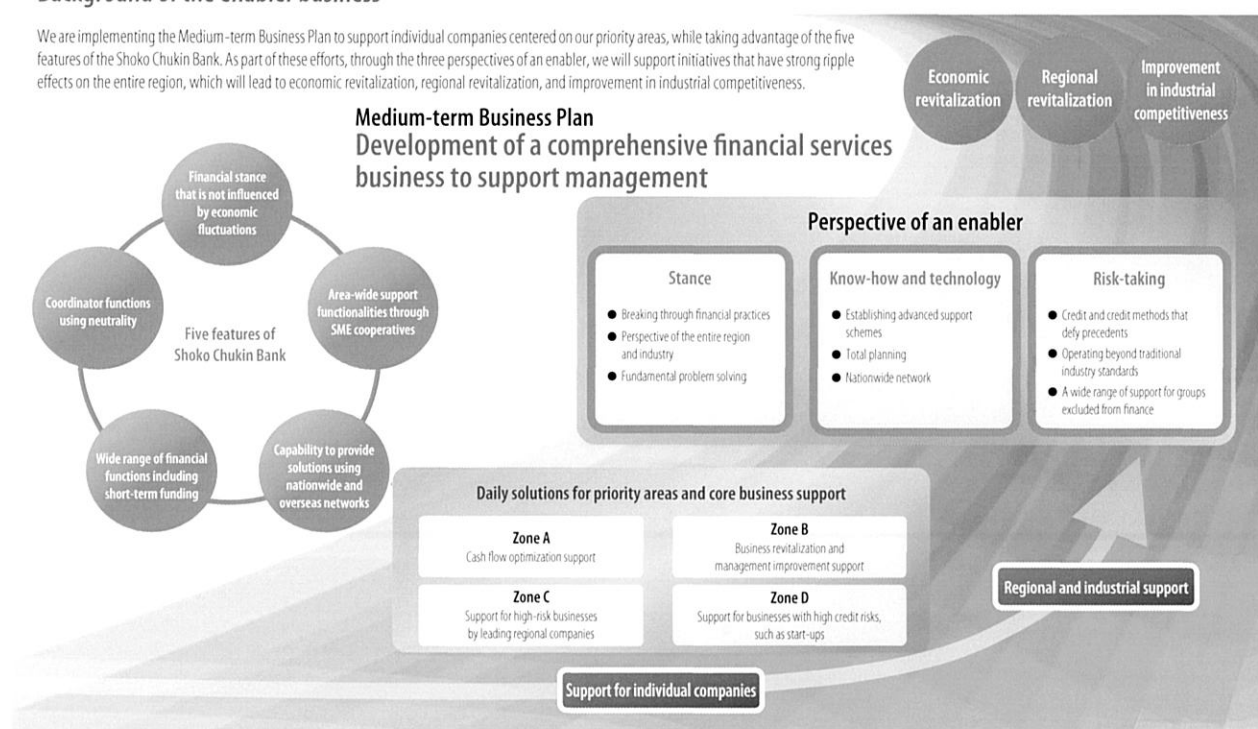 Background of the enabler business
We are implementing the Medium-term Business Plan to support individual companies centered on our priority areas, while taking advantage of the five
features of the Shoko Chukin Bank. As part of these efforts, through the three perspectives of an enabler, we will support initiatives that have strong ripple
effects on the entire region, which will lead to economic revitalization, regional revitalization, and improvement in industrial competitiveness.
Economic
revitalization
Regional
revitalization
Improvement
in industrial
competitiveness
Medium-term Business Plan
Development of a comprehensive financial services
business to support management
Financial stance
that is not influenced
by economic
fluctuations
Coordinator functions
using neutrality
Area-wide support
functionalities through
SME cooperatives
Five features of
Shoko Chukin Bank
Wide range of financial
functions including
short-term funding
Capability to provide
solutions using
nationwide and
overseas networks
Perspective of an enabler
Stance
● Breaking through financial practices
● Perspective of the entire region
and industry
● Fundamental problem solving
Know-how and technology
● Establishing advanced support
schemes
● Total planning
● Nationwide network
Risk-taking
● Credit and credit methods that
defy precedents
● Operating beyond traditional
industry standards
● A wide range of support for groups
excluded from finance
Daily solutions for priority areas and core business support
Zone A
Cash flow optimization support
Zone B
Business revitalization and
management improvement support
Zone C
Support for high-risk businesses
by leading regional companies
Zone D
Support for businesses with high credit risks,
such as start-ups
Regional and industrial support
Support for individual companies